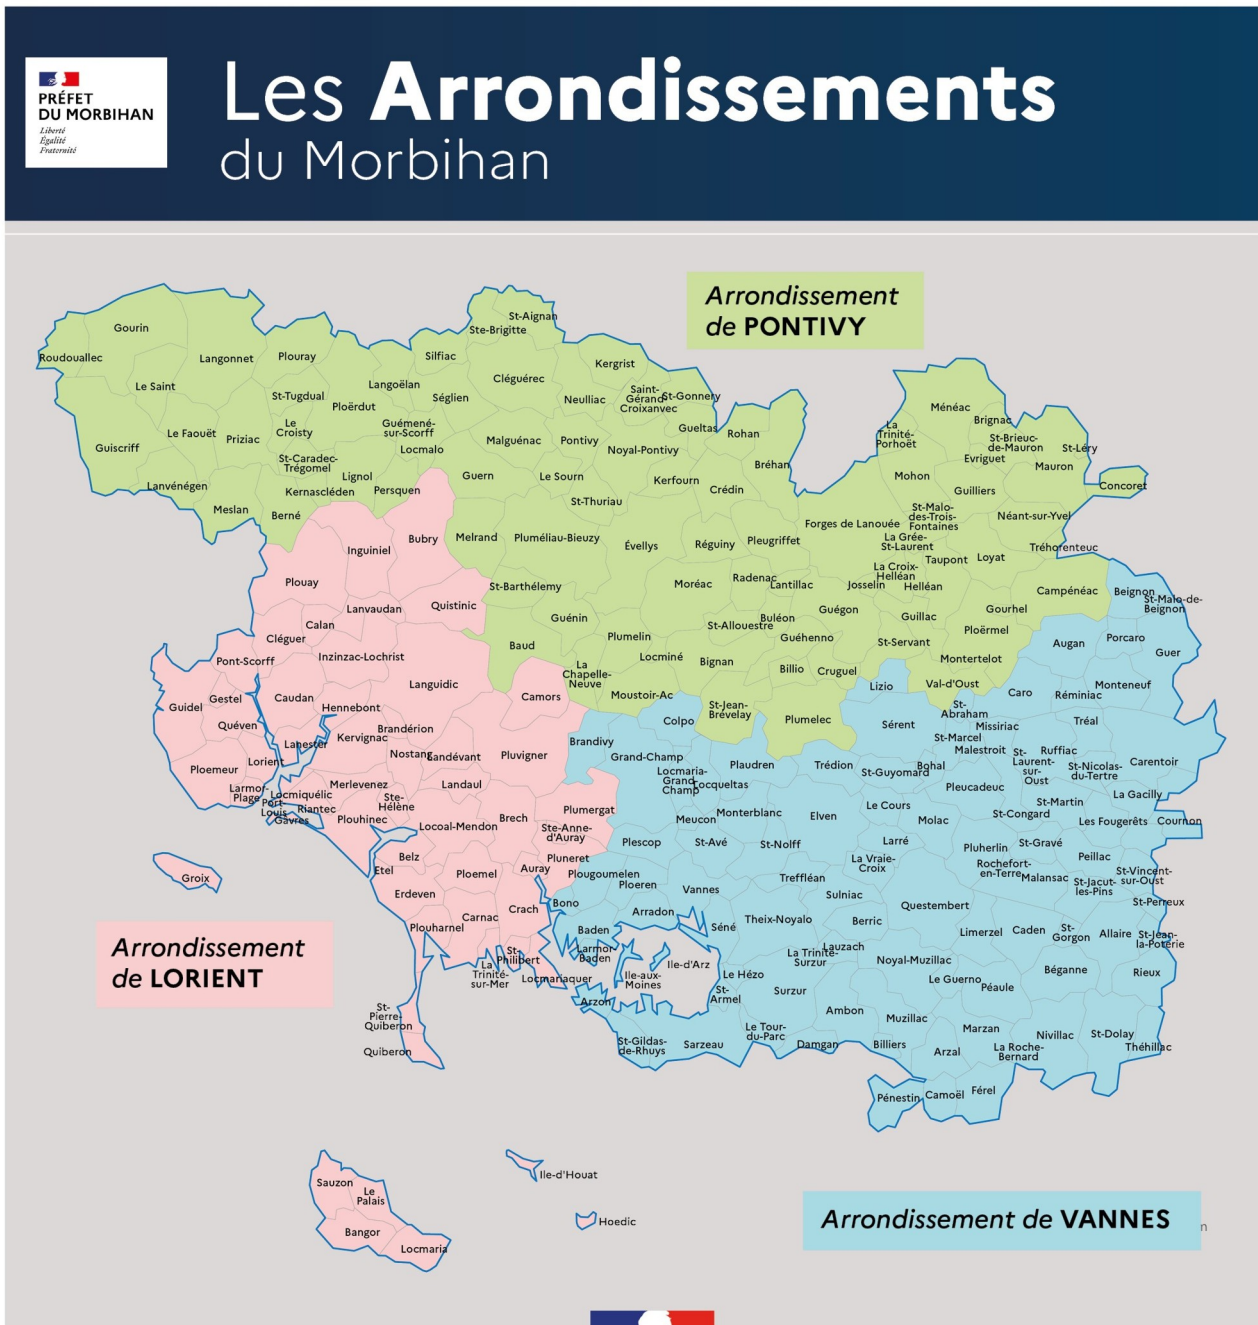 PRÉFET
DU MORBIHAN
Liberté
Égalité
Fraternité
Les Arrondissements
du Morbihan
Arrondissement
de PONTIVY
St-Aignan
Ste-Brigitte
Gourin
Roudouallec
Langonnet
Plouray
Silfiac
Kergrist
Le Saint
Langoëlan
Cléguérec
St-Tugdual
Ploërdut
Séglien
Neulliac
Saint-
Gérand
Croixanvec
St-Gonnery
Ménéac
Brignac
Le Faouët
Priziac
Le
Croisty
Guémené-
sur-Scorff
Malguénac
Pontivy
Noyal-Pontivy
Gueltas
Rohan
La
Trinité-
Porhoët
St-Brieuc-
de-Mauron
St-Léry
Guiscriff
Locmalo
Evriguet
Mauron
St-Caradec-
Trégomel
Lignol
Guern
Le Sourn
Kerfourn
Bréhan
Mohon
Lanvénégen
Kernascléden
Persquen
Crédin
Guilliers
Concoret
Meslan
Berné
St-Thuriau
St-Malo-
des-Trois-
Fontaines
Néant-sur-Yvel
Forges de Lanouée
Bubry
Melrand
Pluméliau-Bieuzy
Évellys
Réguiny
Pleugriffet
La Grée-
St-Laurent
Tréhorenteuc
Inguiniel
Taupont
Loyat
La Croix-
Helléan
Plouay
St-Barthélemy
Moréac
Radenac
Lantillac
Josselin
Helléan
Campénéac
Beignon
St-Malo-de-
Beignon
Lanvaudan
Quistinic
Guénin
Buléon
Guégon
Guillac
Gourhel
Calan
St-Allouestre
Ploërmel
Cléguer
Plumelin
Guéhenno
St-Servant
Augan
Porcaro
Guer
Baud
Pont-Scorff
Inzinzac-Lochrist
Locminé
Bignan
Billio
Cruguel
Montertelot
La
Chapelle-
Neuve
Languidic
Val-d'Oust
Lizio
Caro
Réminiac
Monteneuf
Gestel
Caudan
Camors
Moustoir-Ac
Guidel
Hennebont
St-Jean-
Brévelay
Plumelec
St-
Abraham
Quéven
Brandérion
Colpo
Sérent
Missiriac
Tréal
Kervignac
St-Marcel
Lanester
Nostang
Landévant
Pluvigner
Brandivy
Grand-Champ
Malestroit
Ruffiac
Lorient
Plaudren
Trédion
Bohal
St-
Laurent-
sur-
Oust
St-Nicolas-
du-Tertre
Carentoir
Ploemeur
Locmaria-
Grand
Champ
Locqueltas
St-Guyomard
Merlevenez
Landaul
Pleucadeuc
Larmor-
Plage
Locmiquélic
Ste-
Hélène
La Gacilly
Port-
Louis
Riantec
Plumergat
St-Martin
Le Cours
Gâvres
Plouhinec
Brech
Meucon
Monterblanc
Elven
Molac
St-Congard
Les Fougerêts
Cournon
Locoal-Mendon
Ste-Anne-
d'Auray
Plescop
St-Avé
St-Nolff
Larré
Pluherlin
St-Gravé
Belz
Pluneret
La Vraie-
Croix
Peillac
Etel
Ploemel
Auray
Plougoumelen
Rochefort-
en-Terre
Malansac
St-Jacut-
les-Pins
St-Vincent-
sur-Oust
Groix
Ploeren
Treffléan
Erdeven
Vannes
Sulniac
St-Perreux
Bono
Questembert
Crach
Arradon
Carnac
Plouharnel
Theix-Noyalo
Berric
Séné
Baden
Limerzel
Caden
St-
Gorgon
Allaire
St-Jean-
la-Poterie
Larmor-
Baden
Lauzach
La Trinité-
Surzur
Noyal-Muzillac
St-
Philibert
Ile-d'Arz
La
Trinité-
sur-Mer
Locmariaquer
Ile-aux-
Moines
Le Hézo
Béganne
Rieux
Le Guerno
Péaule
St-
Armel
Surzur
Arzon
Ambon
Muzillac
St-
Pierre-
Quiberon
Le Tour-
du-Parc
Marzan
Nivillac
St-Dolay
St-Gildas-
de-Rhuys
Sarzeau
Damgan
Billiers
Arzal
La Roche-
Bernard
Théhillac
Quiberon
Pénestin
Camoël
Férel
Arrondissement
de LORIENT
Ile-d'Houat
Sauzon
Le
Palais
Hoedic
Bangor
Locmaria
Arrondissement de VANNES
n